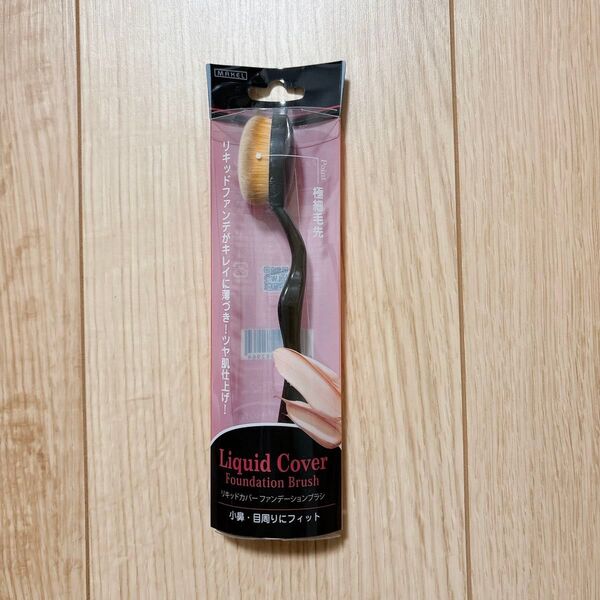 MAKEL
リキッドファンデがキレイに薄づき！ツヤ肌仕上げ！
Point
極細毛先
Liquid Cover
Foundation Brush
リキッドカバー ファンデーションブラシ
小鼻・目周りにフィット